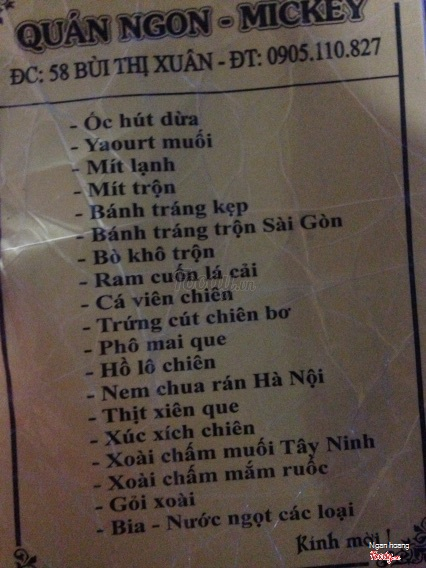 QUÁN NGON - MICKEY
ĐC: 58 BÙI THỊ XUÂN - ĐT: 0905.110.827
- Ốc hút dừa
- Yaourt muối
- Mít lạnh
- Mít trộn
- Bánh tráng kẹp
- Bánh tráng trộn Sài Gòn
- Bò khô trộn
- Ram cuốn lá cải
- Cá viên chiên
- Trứng cút chiên bơ
- Phô mai que
- Hồ lô chiên
- Nem chua rán Hà Nội
- Thịt xiên que
- Xúc xích chiên
- Xoài chấm muối Tây Ninh
- Xoài chấm mắm ruốc
- Gỏi xoài
- Bia - Nước ngọt các loại
Kính mời !
Ngan hoang